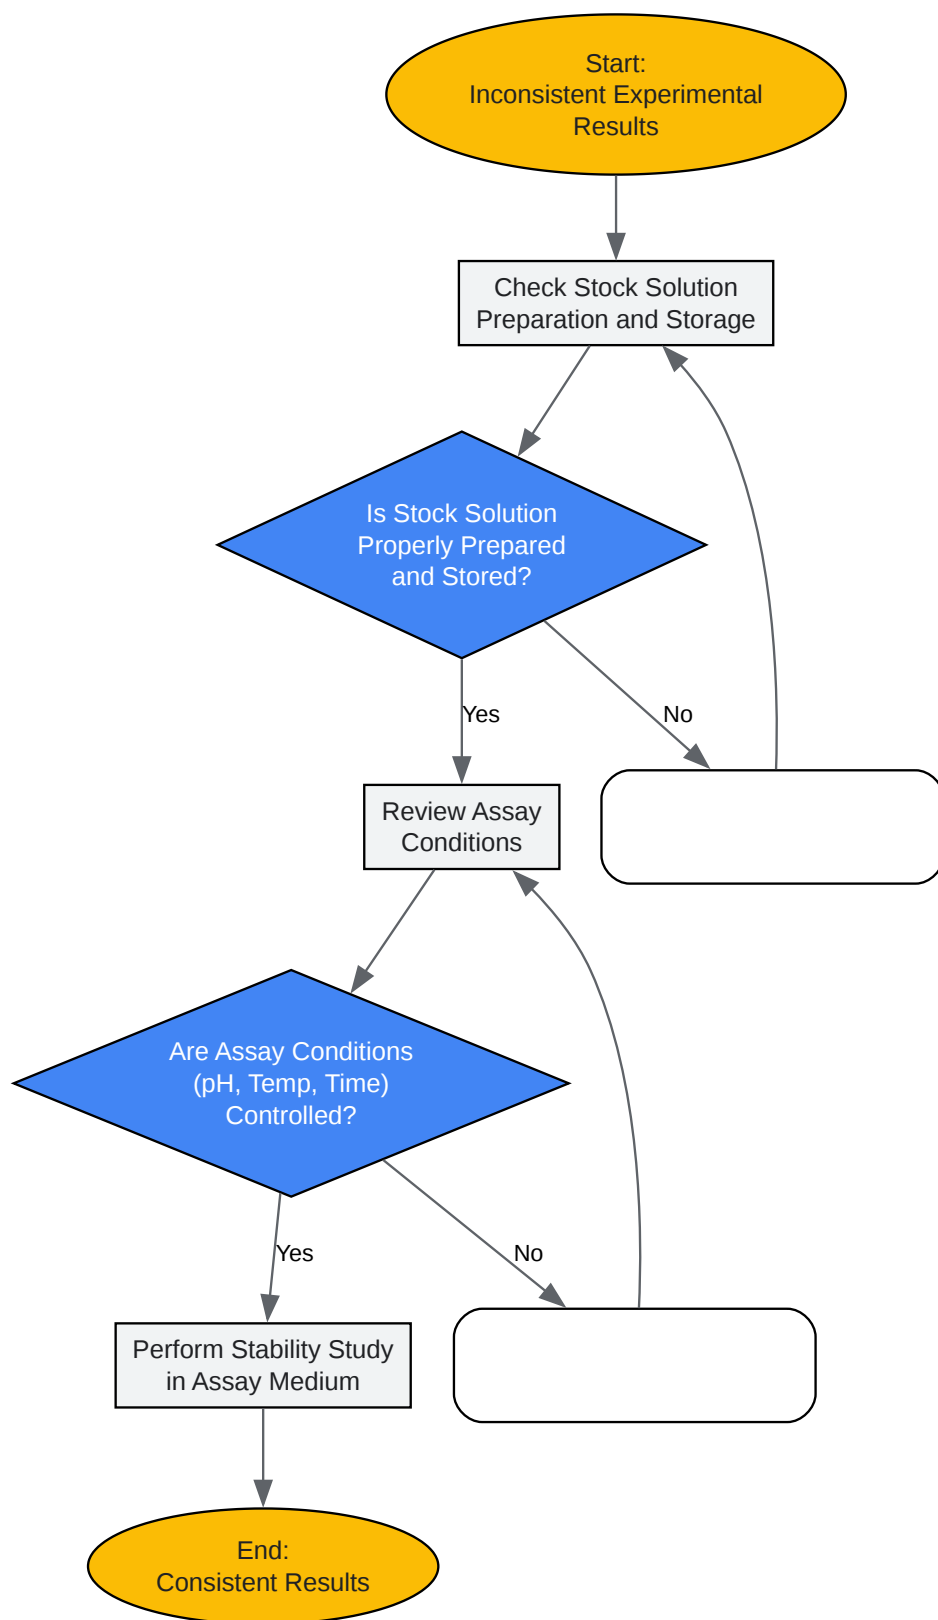 Start:
Inconsistent Experimental
Results
Check Stock Solution
Preparation and Storage
Is Stock Solution
Properly Prepared
and Stored?
Yes
No
Review Assay
Conditions
Are Assay Conditions
(pH, Temp, Time)
Controlled?
Yes
No
Perform Stability Study
in Assay Medium
End:
Consistent Results